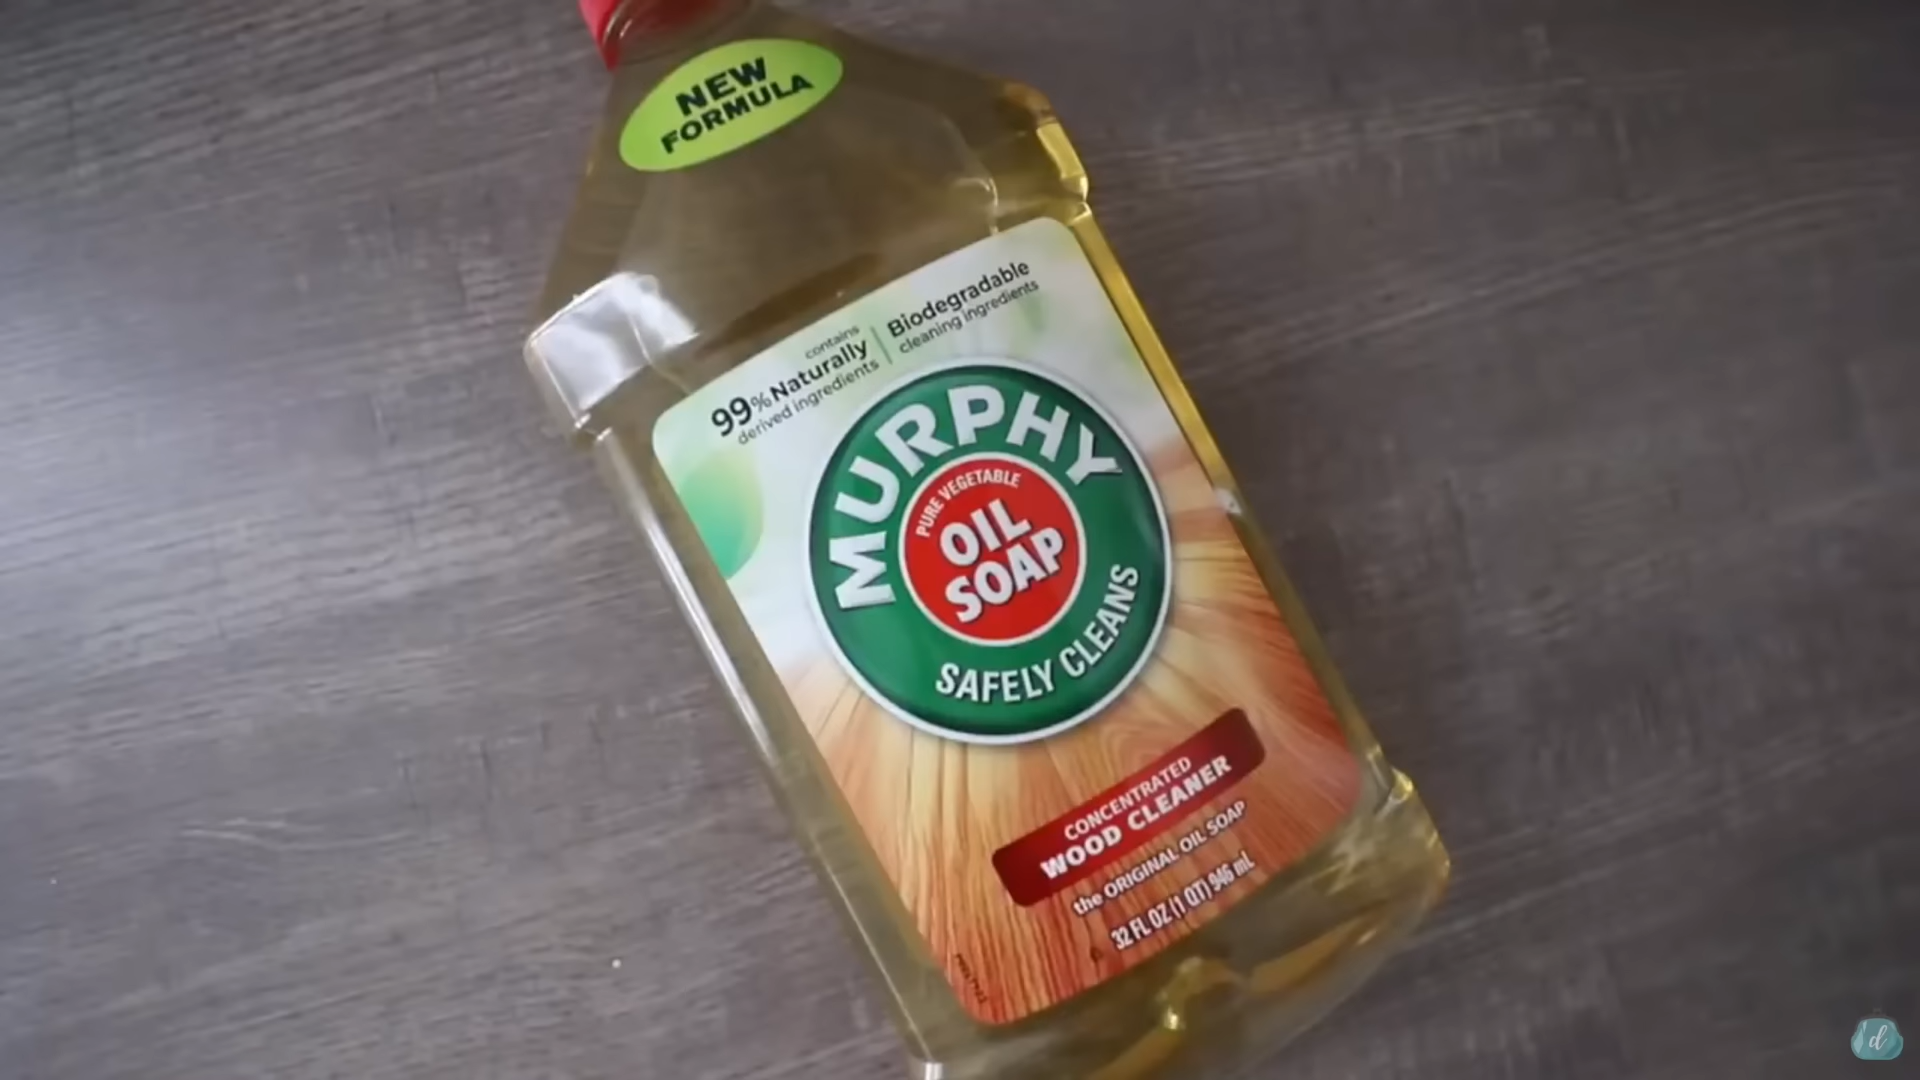 NEW
FORMULA
contains
99% Naturally
derived ingredients
Biodegradable
cleaning ingredients
MURPHY
PURE VEGETABLE
OIL
SOAP
SAFELY CLEANS
CONCENTRATED
WOOD CLEANER
the ORIGINAL OIL SOAP
32 FL OZ (1 QT) 946 mL
d